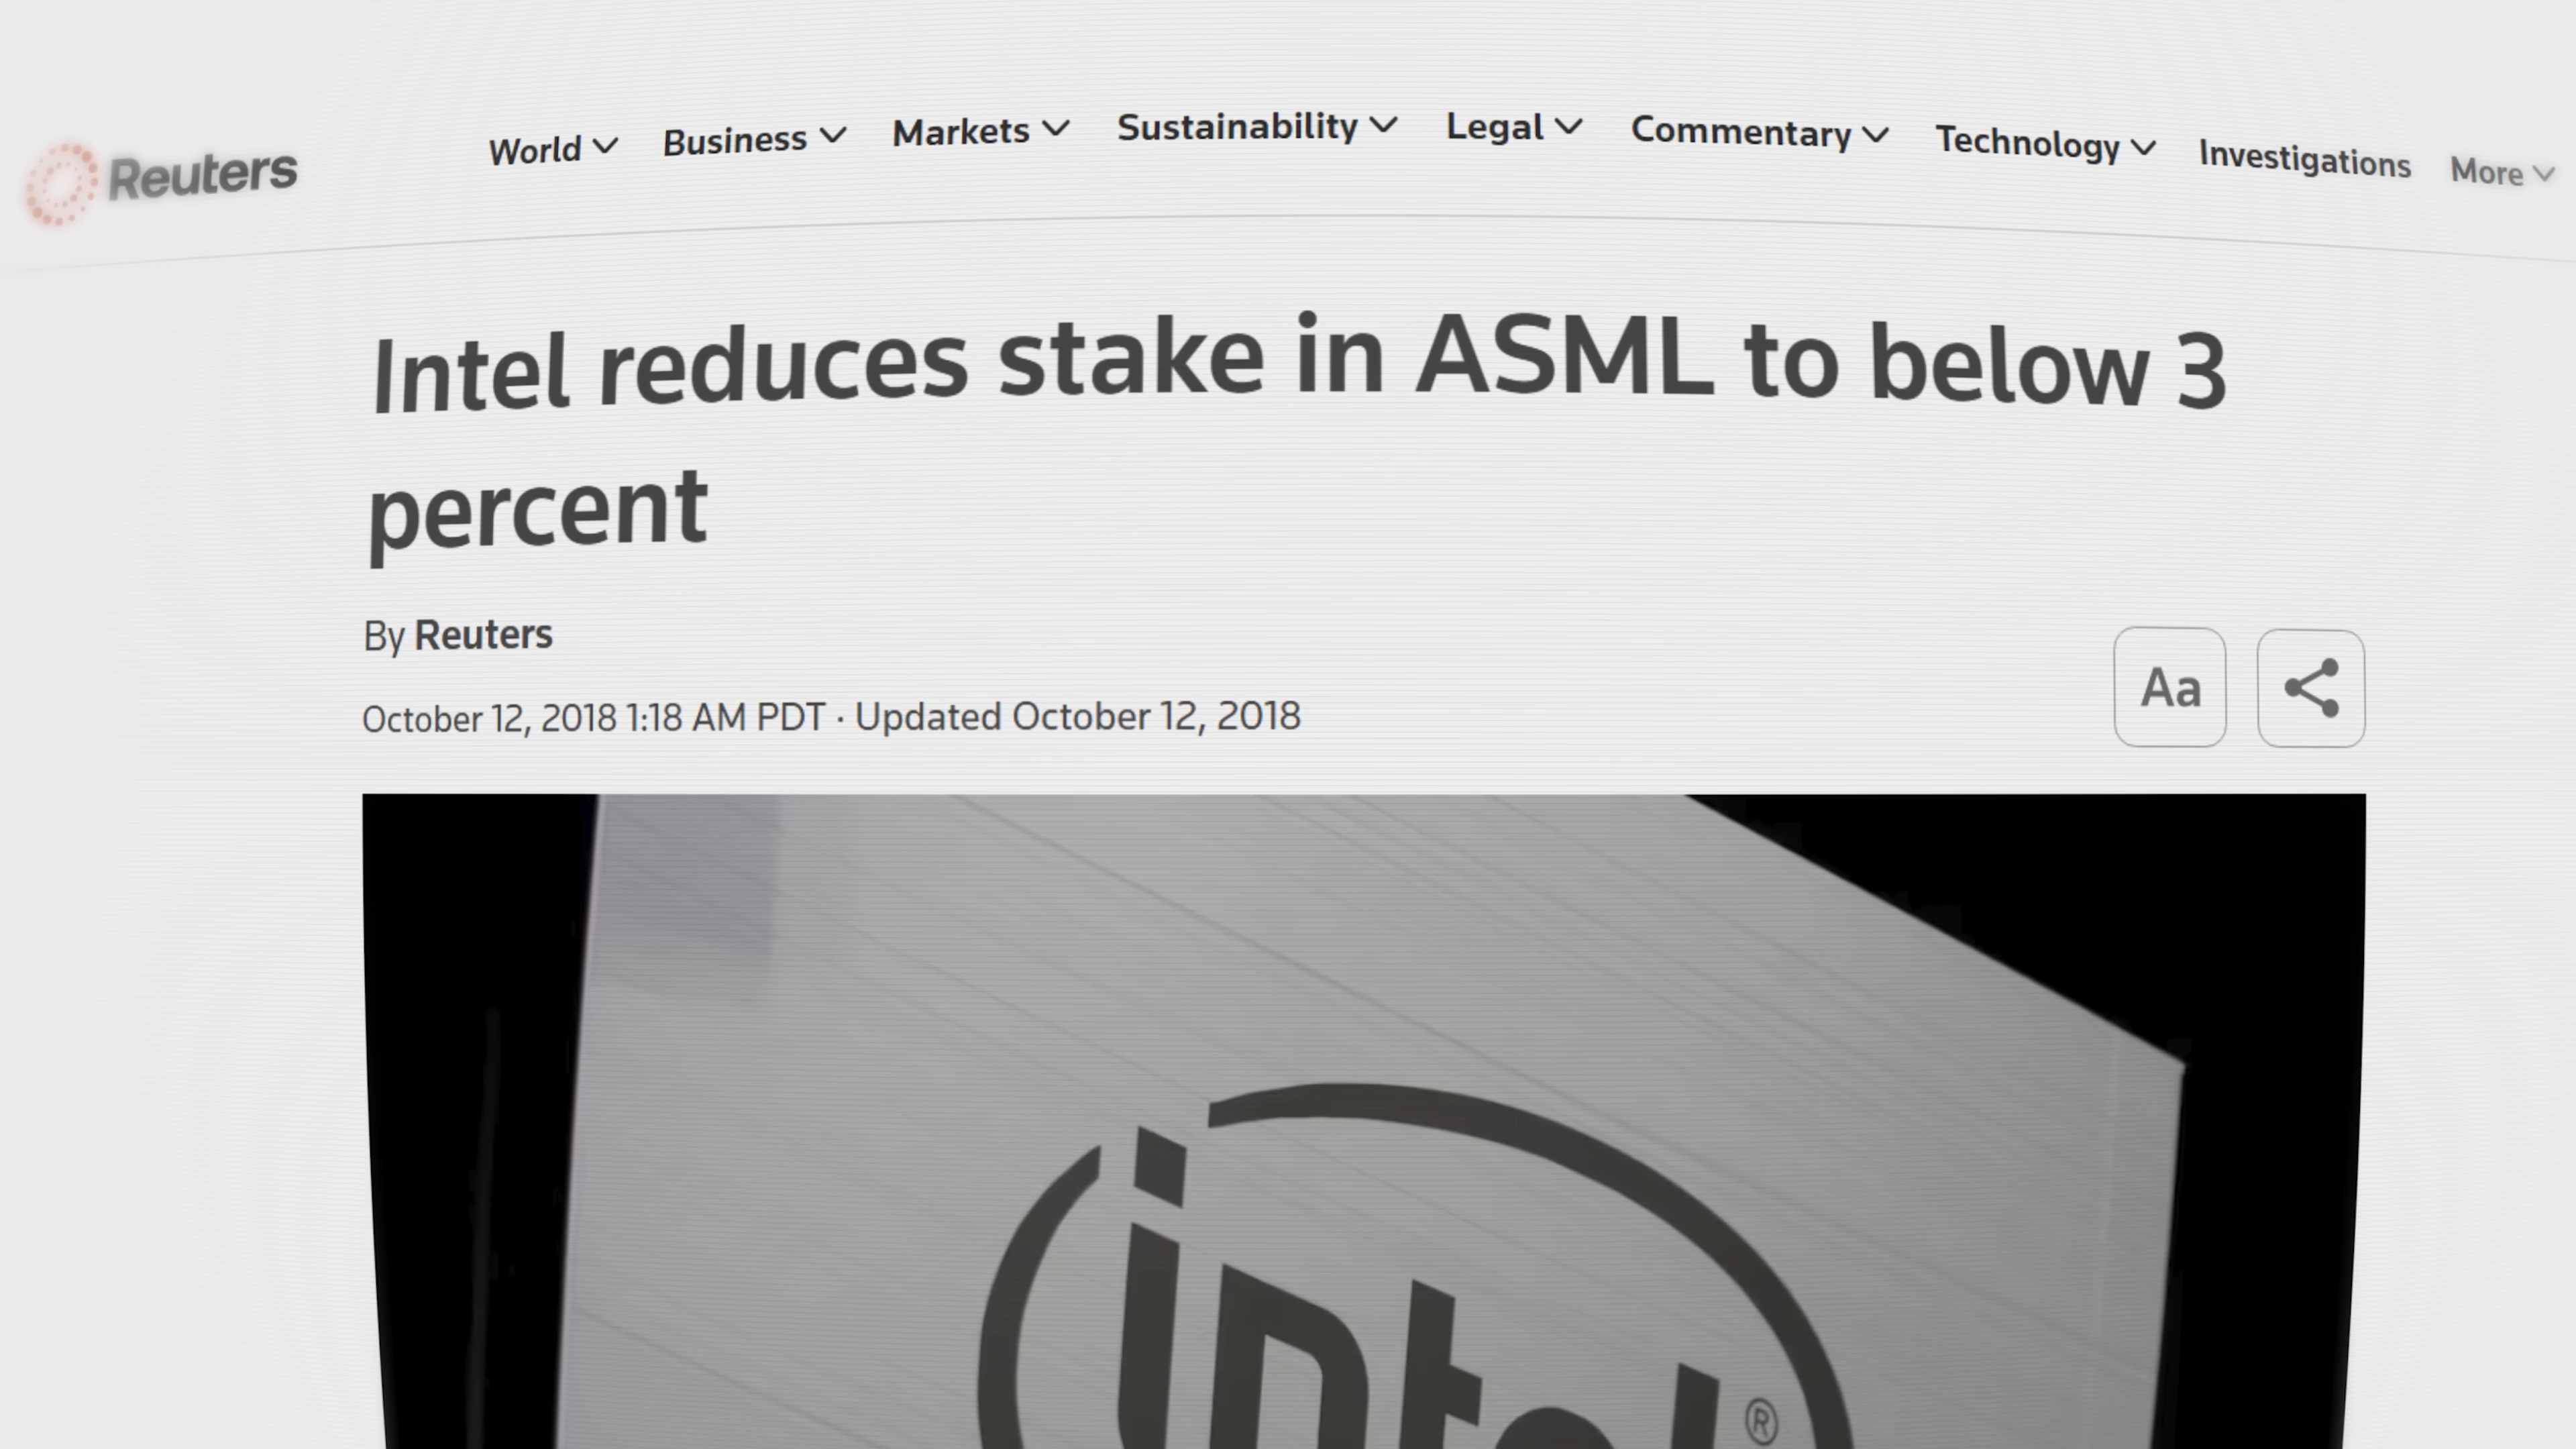 Reuters
World Business Markets Sustainability Legal Commentary Technology Investigations More
Intel reduces stake in ASML to below 3
percent
By Reuters
October 12, 2018 1:18 AM PDT · Updated October 12, 2018
Aa
intel®